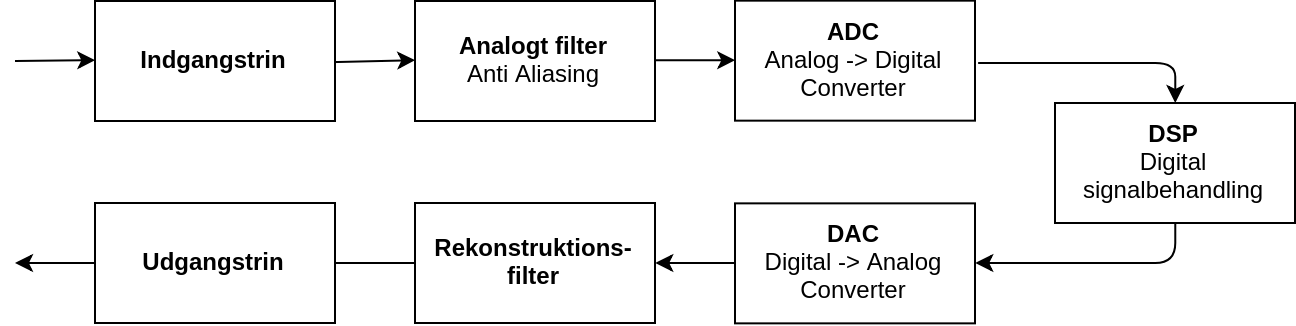 Indgangstrin
Analogt filter
Anti Aliasing
ADC
Analog -> Digital
Converter
DSP
Digital
signalbehandling
Udgangstrin
Rekonstruktions-
filter
DAC
Digital -> Analog
Converter